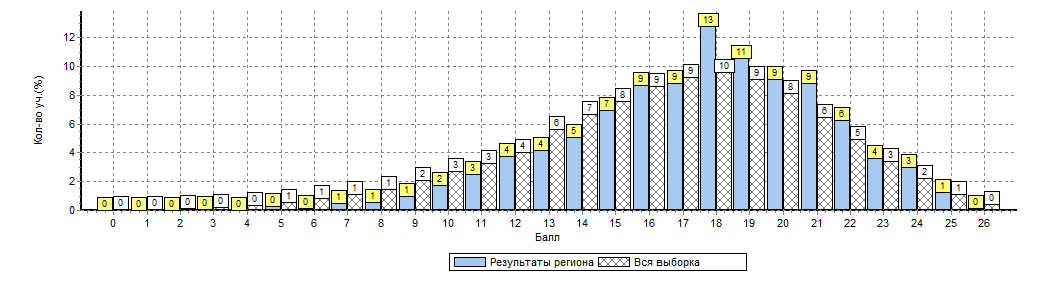 Кол-во уч.(%)
12
10
8
6
4
2
0
0 0 0 0 0 0 0 0 0 0 0 1 0 1 1 1 1 1 1 2 2 3 3 3 4 4 4 6 5 7 7 8 9 9 9 9 13 10 11 9 9 8 9 6 6 5 4 3 3 2 1 1 0 0
0 1 2 3 4 5 6 7 8 9 10 11 12 13 14 15 16 17 18 19 20 21 22 23 24 25 26
Балл
Результаты региона Вся выборка